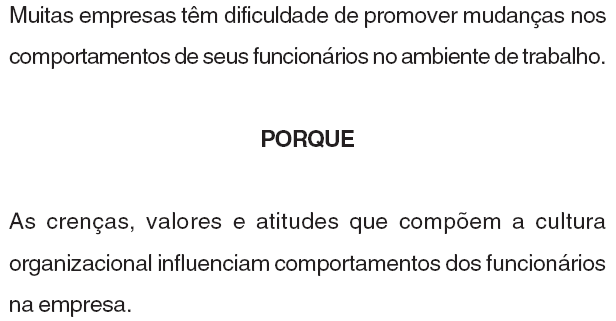 Muitas empresas têm dificuldade de promover mudanças nos
comportamentos de seus funcionários no ambiente de trabalho.
PORQUE
As crenças, valores e atitudes que compõem a cultura
organizacional influenciam comportamentos dos funcionários
na empresa.